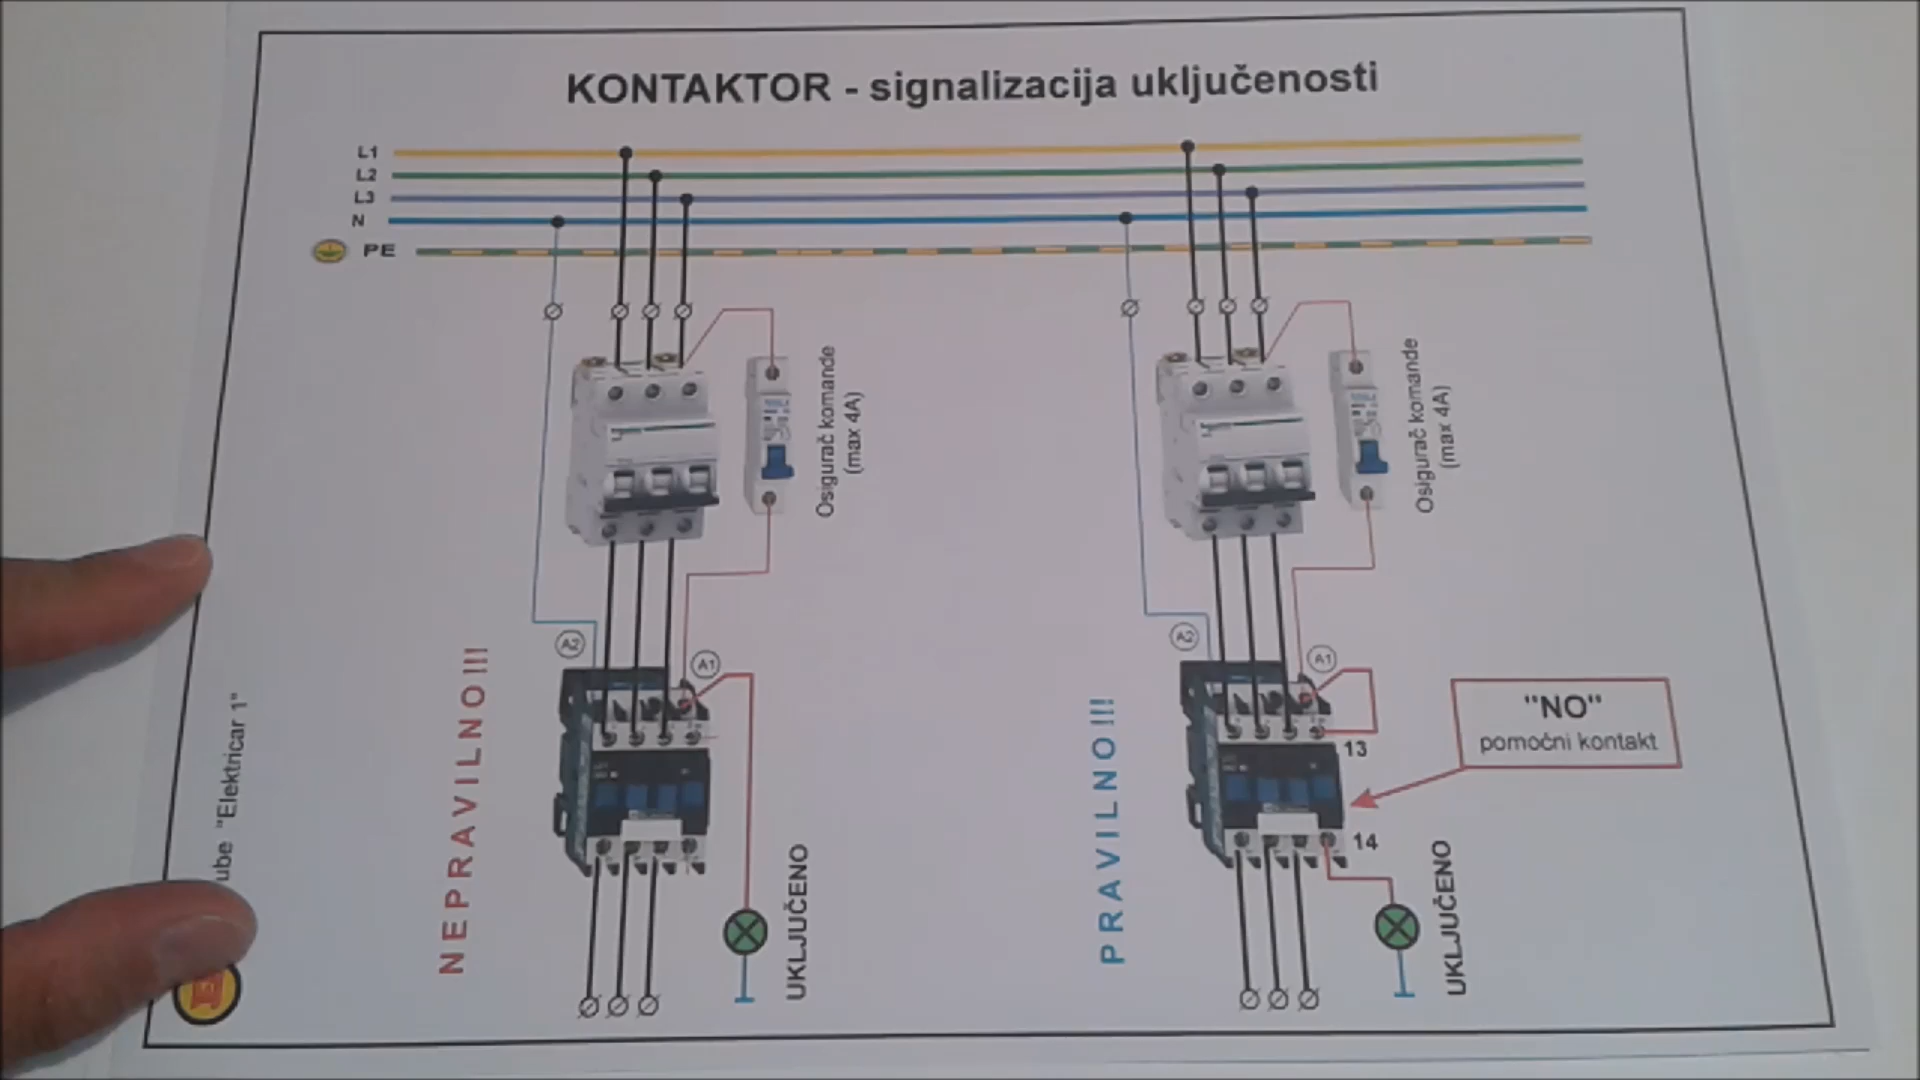 KONTAKTOR - signalizacija uključenosti
L1
L2
L3
N
PE
Osigurač komande
(max 4A)
Osigurač komande
(max 4A)
A2
A1
A2
A1
NEPRAVILNO!!!
PRAVILNO!!!
"NO"
pomoćni kontakt
13
14
UKLJUČENO
UKLJUČENO
ube "Elektricar 1"